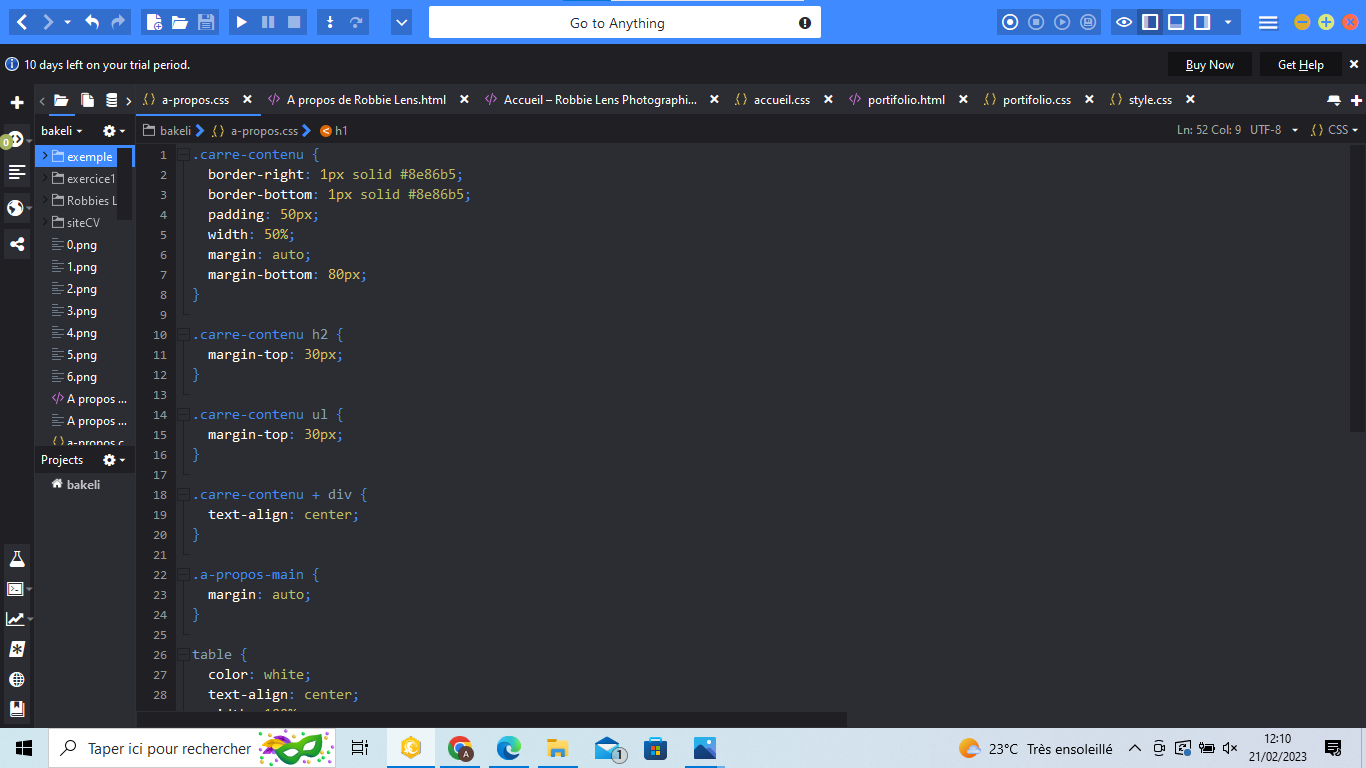 Go to Anything
10 days left on your trial period.
Buy Now
Get Help
a-propos.css
A propos de Robbie Lens.html
Accueil – Robbie Lens Photographi...
accueil.css
portifolio.html
portifolio.css
style.css
bakeli
bakeli
a-propos.css
h1
Ln: 52 Col: 9
UTF-8
CSS
0
exemple
exercice1
Robbies L
siteCV
0.png
1.png
2.png
3.png
4.png
5.png
6.png
A propos ...
A propos ...
a-propos.c
Projects
bakeli
1 .carre-contenu {
2 border-right: 1px solid #8e86b5;
3 border-bottom: 1px solid #8e86b5;
4 padding: 50px;
5 width: 50%;
6 margin: auto;
7 margin-bottom: 80px;
8 }
9
10 .carre-contenu h2 {
11 margin-top: 30px;
12 }
13
14 .carre-contenu ul {
15 margin-top: 30px;
16 }
17
18 .carre-contenu + div {
19 text-align: center;
20 }
21
22 .a-propos-main {
23 margin: auto;
24 }
25
26 table {
27 color: white;
28 text-align: center;
Taper ici pour rechercher
A
1
23°C Très ensoleillé
12:10
21/02/2023